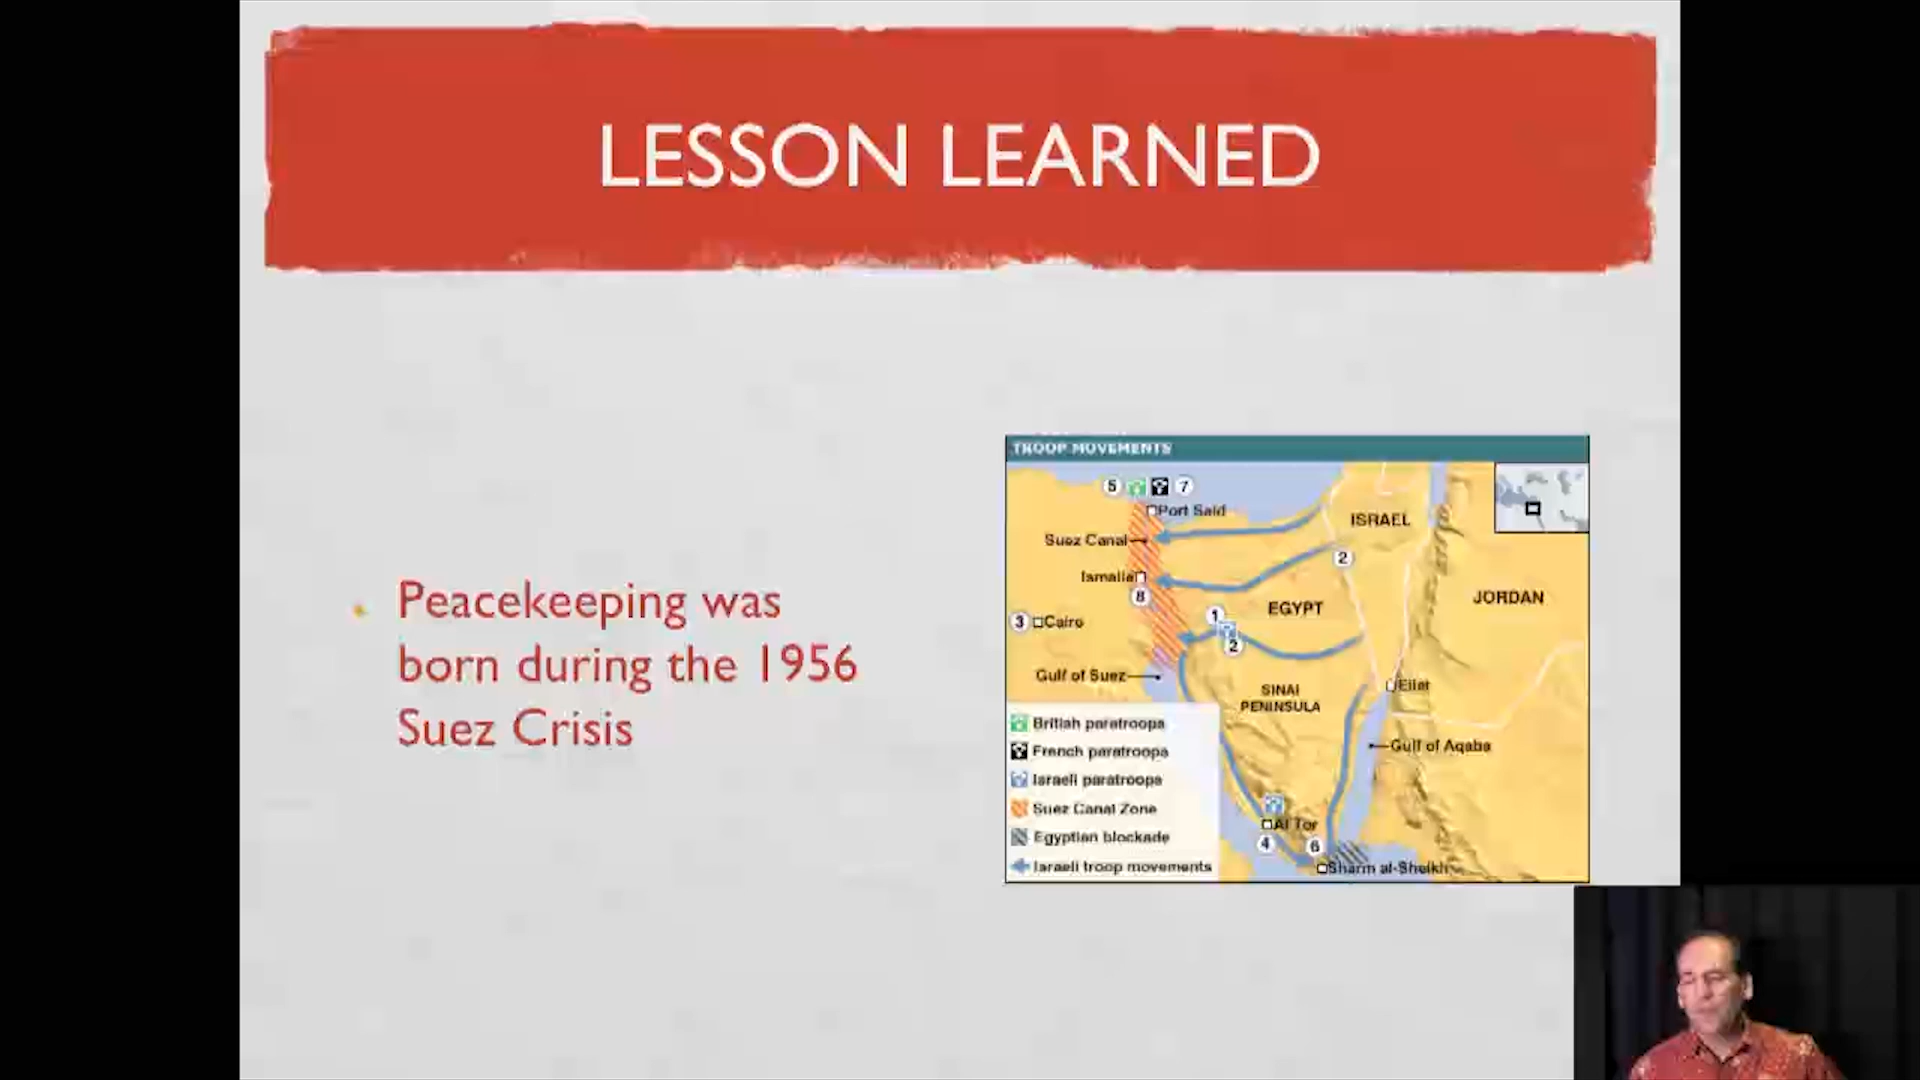 LESSON LEARNED
Peacekeeping was
born during the 1956
Suez Crisis
TROOP MOVEMENTS
5 7
Port Said
ISRAEL
Suez Canal
2
Ismailia
8
EGYPT
JORDAN
1
3 Cairo
2
Gulf of Suez
SINAI
PENINSULA
Eilat
British paratroops
Gulf of Aqaba
French paratroops
Israeli paratroops
Suez Canal Zone
Al Tor
Egyptian blockade
4 6
Israeli troop movements
Sharm al-Sheikh